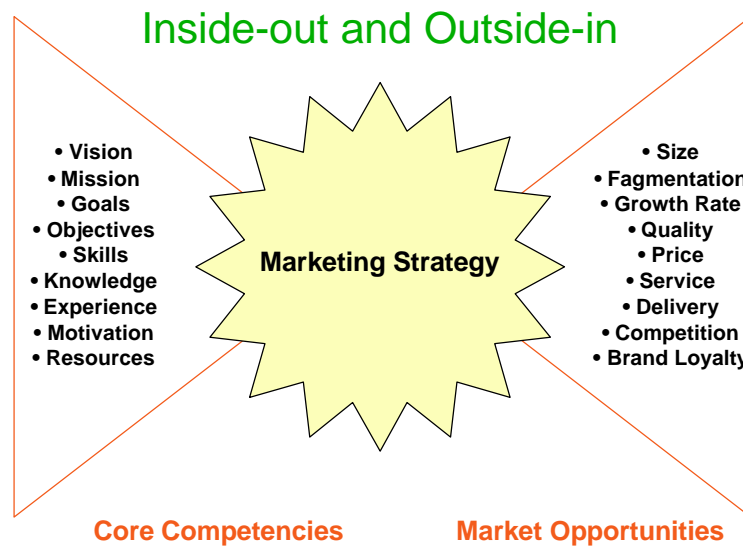 Inside-out and Outside-in
• Vision
• Mission
• Goals
• Objectives
• Skills
• Knowledge
• Experience
• Motivation
• Resources
Marketing Strategy
• Size
• Fagmentation
• Growth Rate
• Quality
• Price
• Service
• Delivery
• Competition
• Brand Loyalty
Core Competencies
Market Opportunities